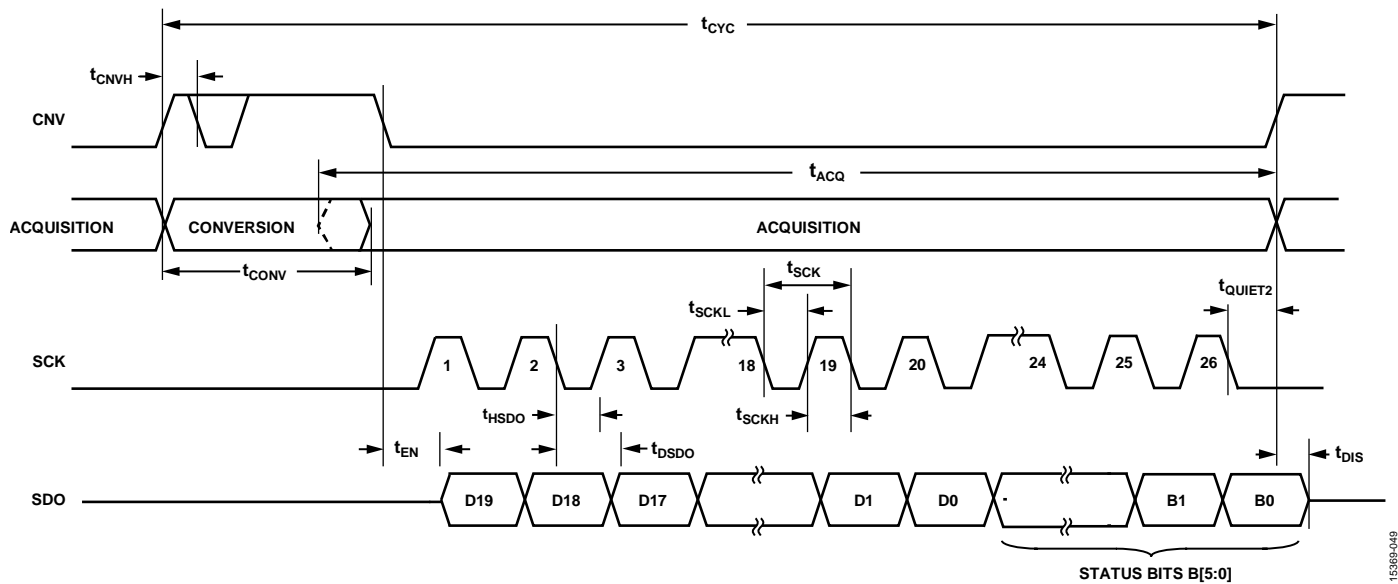 tCYC
tCNVH
CNV
tACQ
ACQUISITION CONVERSION ACQUISITION
tCONV
tSCK
tSCKL
tQUIET2
SCK 1 2 3 18 19 20 24 25 26
tHSDO
tSCKH
tEN
tDSDO
tDIS
SDO D19 D18 D17 D1 D0 - B1 B0
STATUS BITS B[5:0]
15369-049